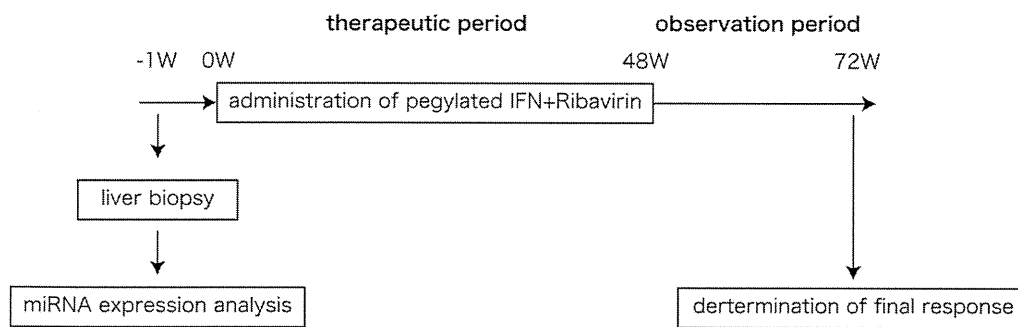 therapeutic period
observation period
-1W
0W
48W
72W
administration of pegylated IFN+Ribavirin
liver biopsy
miRNA expression analysis
dertermination of final response